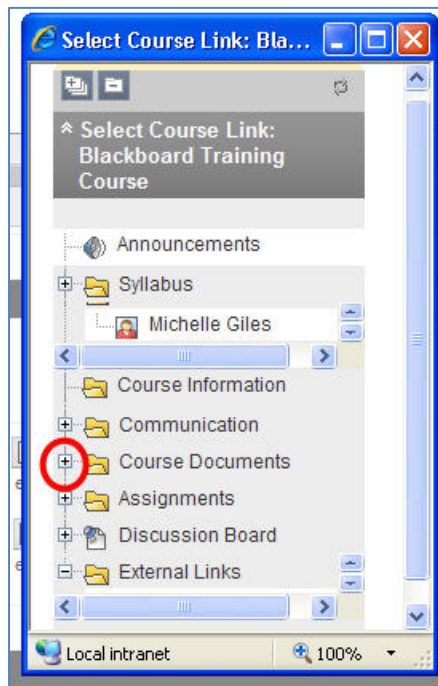 Select Course Link: Bla...
Select Course Link:
Blackboard Training
Course
Announcements
Syllabus
Michelle Giles
Course Information
Communication
Course Documents
Assignments
Discussion Board
External Links
Local intranet 100%